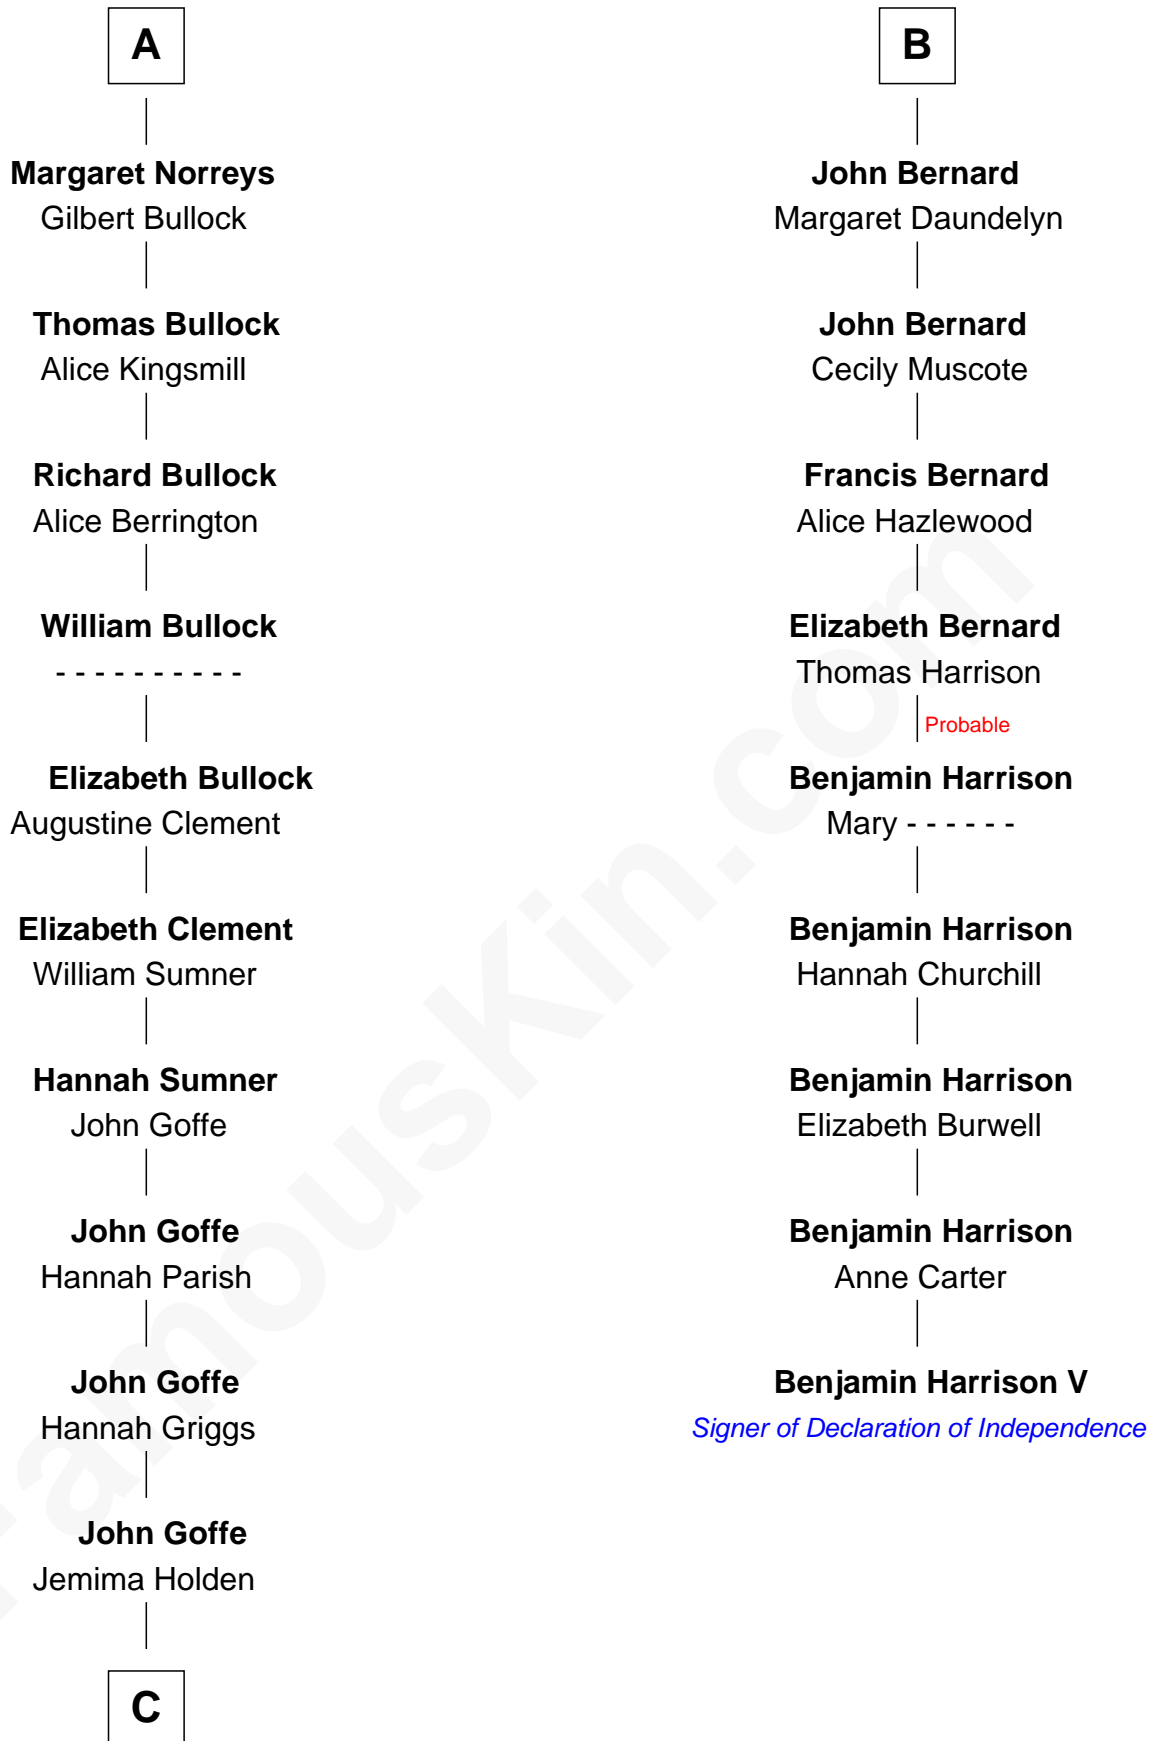 A
Margaret Norreys
Gilbert Bullock
Thomas Bullock
Alice Kingsmill
Richard Bullock
Alice Berrington
William Bullock
- - - - - - - - - -
Elizabeth Bullock
Augustine Clement
Elizabeth Clement
William Sumner
Hannah Sumner
John Goffe
John Goffe
Hannah Parish
John Goffe
Hannah Griggs
John Goffe
Jemima Holden
C
B
John Bernard
Margaret Daundelyn
John Bernard
Cecily Muscote
Francis Bernard
Alice Hazlewood
Elizabeth Bernard
Thomas Harrison
Probable
Benjamin Harrison
Mary - - - - - -
Benjamin Harrison
Hannah Churchill
Benjamin Harrison
Elizabeth Burwell
Benjamin Harrison
Anne Carter
Benjamin Harrison V
Signer of Declaration of Independence
FamousKin.com